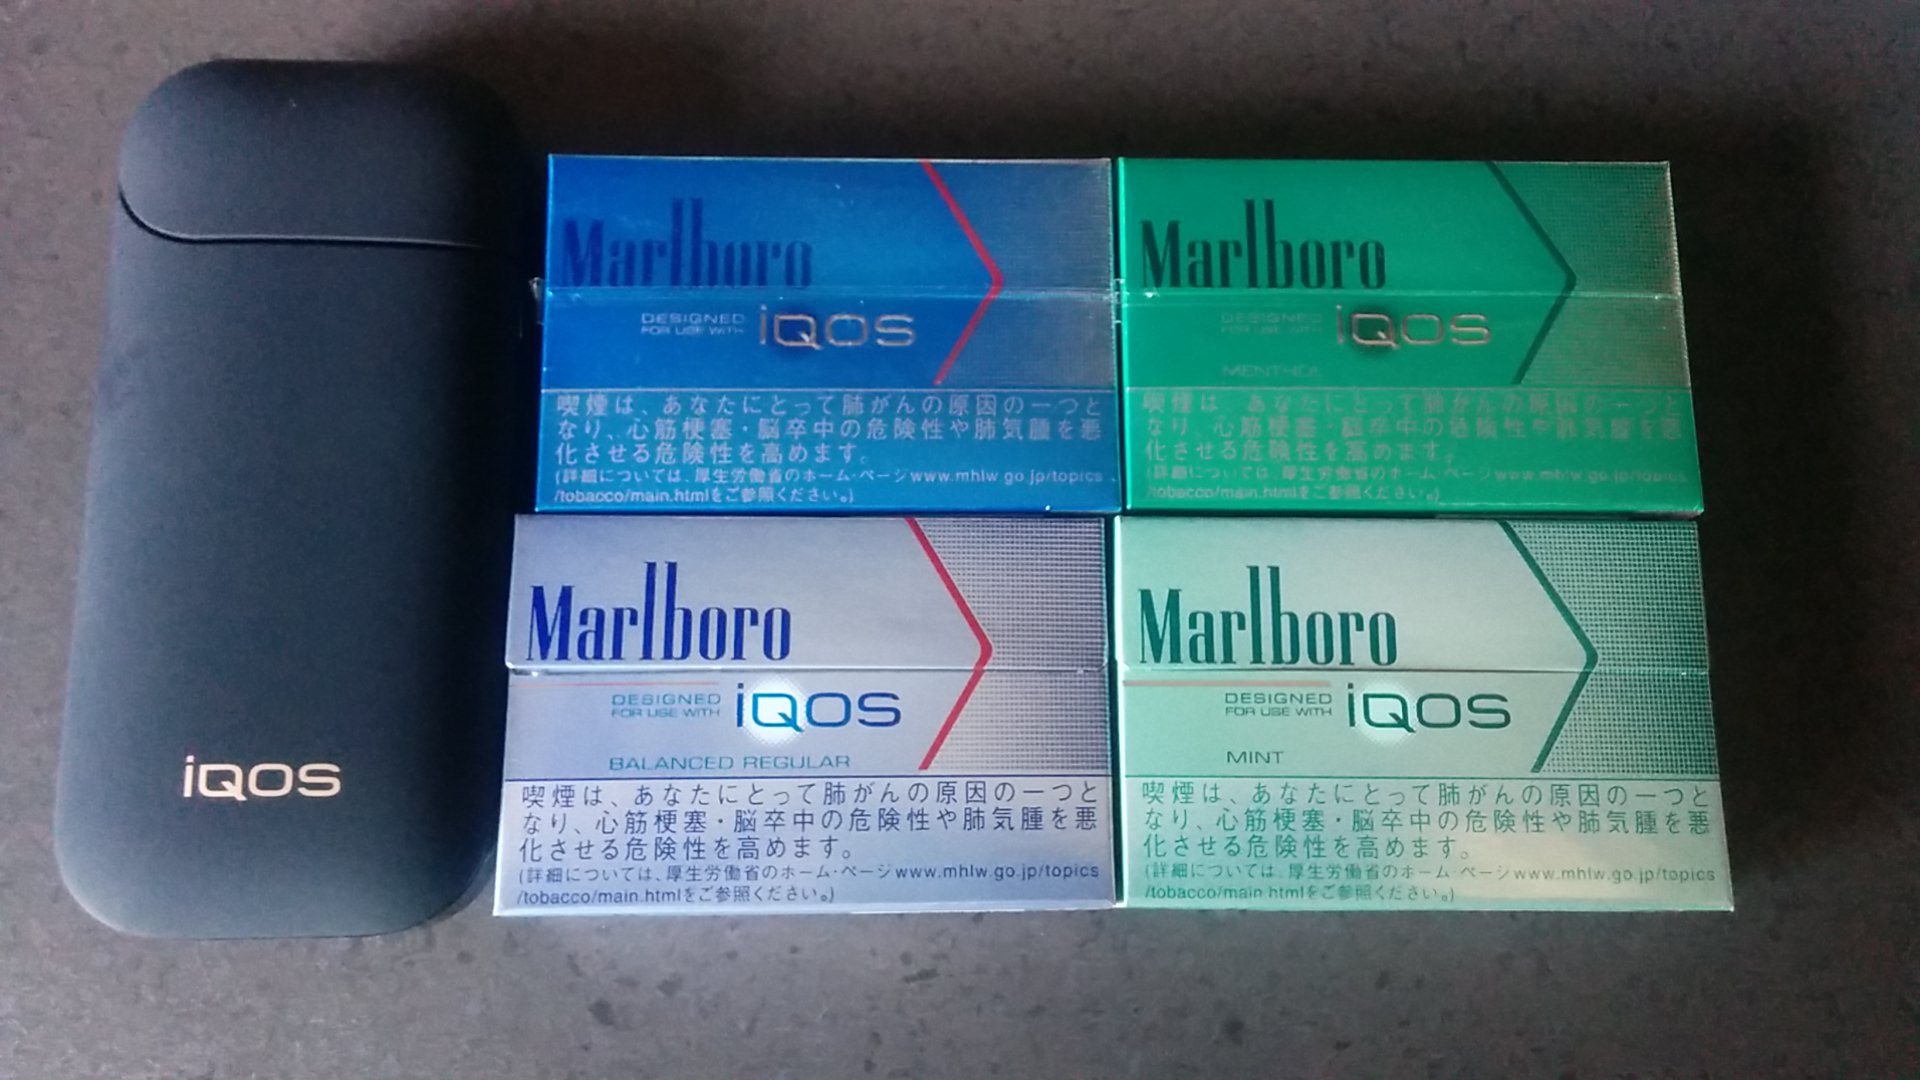 iQOS
Marlboro
DESIGNED
FOR USE WITH
iQOS
喫煙は、あなたにとって肺がんの原因の一つと
なり、心筋梗塞・脳卒中の危険性や肺気腫を悪
化させる危険性を高めます。
(詳細については、厚生労働省のホーム・ページwww.mhlw.go.jp/topics
/tobacco/main.htmlをご参照ください。)
Marlboro
DESIGNED
FOR USE WITH
iQOS
MENTHOL
喫煙は、あなたにとって肺がんの原因の一つと
なり、心筋梗塞・脳卒中の危険性や肺気腫を悪
化させる危険性を高めます。
(詳細については、厚生労働省のホーム・ページwww.mhlw.go.jp/topics
/tobacco/main.htmlをご参照ください。)
Marlboro
DESIGNED
FOR USE WITH
iQOS
BALANCED REGULAR
喫煙は、あなたにとって肺がんの原因の一つと
なり、心筋梗塞・脳卒中の危険性や肺気腫を悪
化させる危険性を高めます。
(詳細については、厚生労働省のホーム・ページwww.mhlw.go.jp/topics
/tobacco/main.htmlをご参照ください。)
Marlboro
DESIGNED
FOR USE WITH
iQOS
MINT
喫煙は、あなたにとって肺がんの原因の一つと
なり、心筋梗塞・脳卒中の危険性や肺気腫を悪
化させる危険性を高めます。
(詳細については、厚生労働省のホーム・ページwww.mhlw.go.jp/topics
/tobacco/main.htmlをご参照ください。)